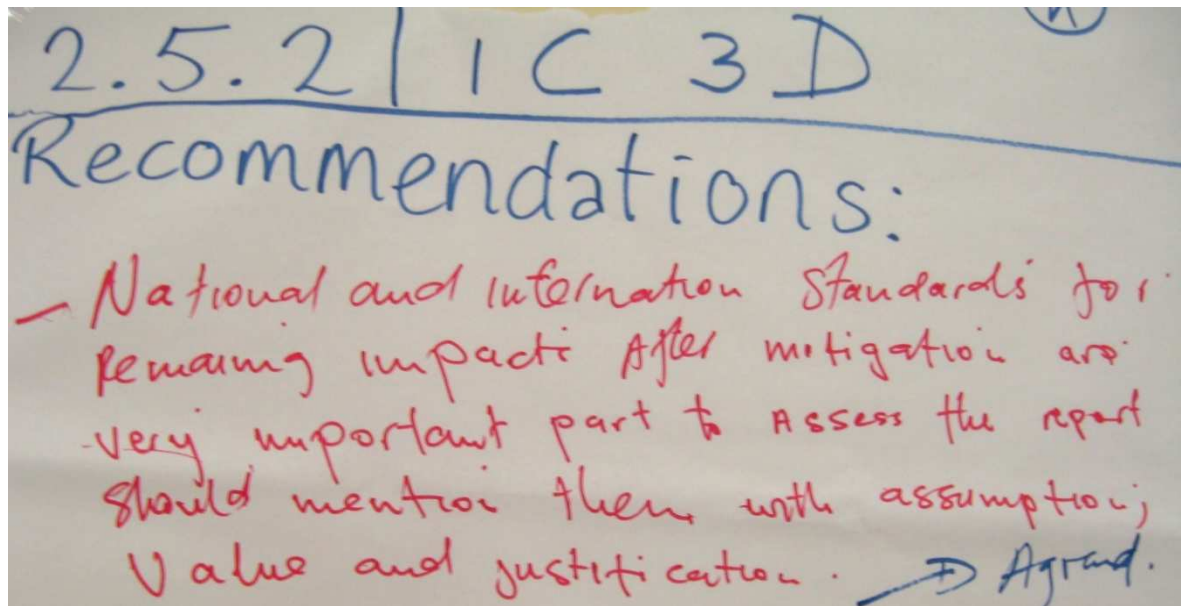 2.5.2 | 1C 3D
Recommendations:
- National and internation Standards for
Remaining impacts After mitigation are
very important part to Assess the report
should mention them with assumption,
Value and justification. → Agreed.